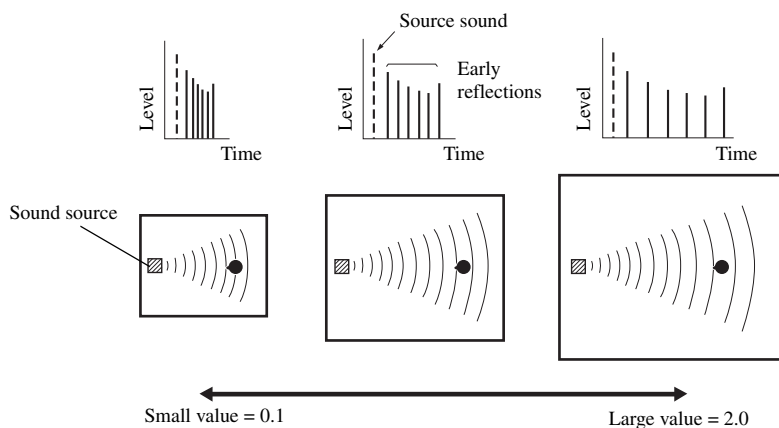 Source sound
Early
reflections
Level
Time
Level
Time
Level
Time
Sound source
Small value = 0.1
Large value = 2.0